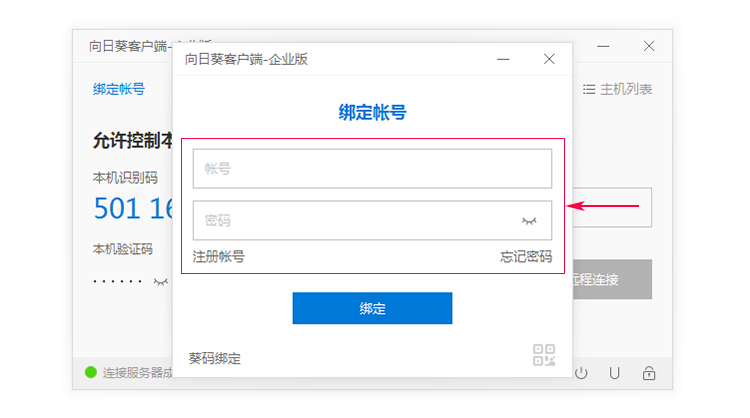 向日葵客户端-企业版
绑定帐号
主机列表
允许控制本
本机识别码
501 16
本机验证码
远程连接
连接服务器成
向日葵客户端-企业版
绑定帐号
帐号
密码
注册帐号 忘记密码
绑定
葵码绑定